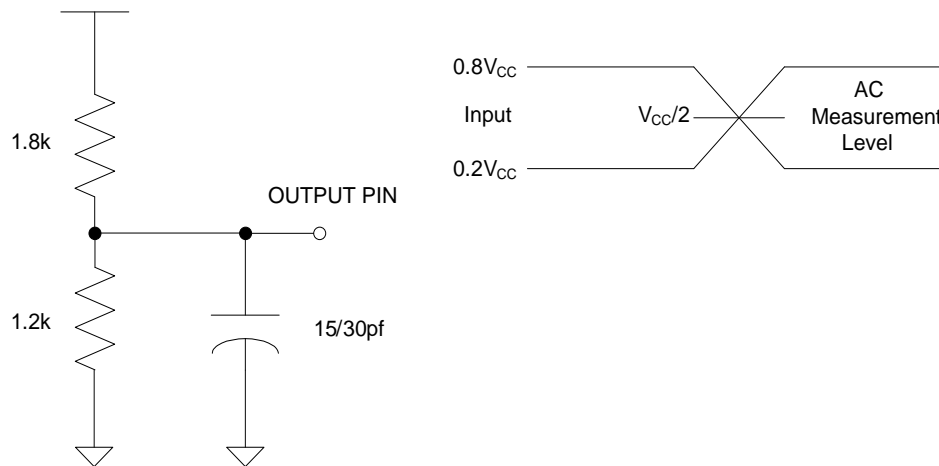 1.8k
OUTPUT PIN
1.2k
15/30pf
0.8VCC
Input
VCC/2
0.2VCC
AC
Measurement
Level